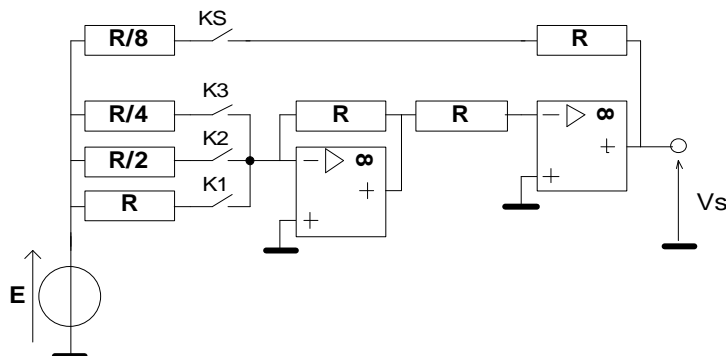 KS
R/8
R
K3
R/4
R
R
− ▷ ∞
K2
R/2
− ▷ ∞
+
K1
R
+
+
+
Vs
E